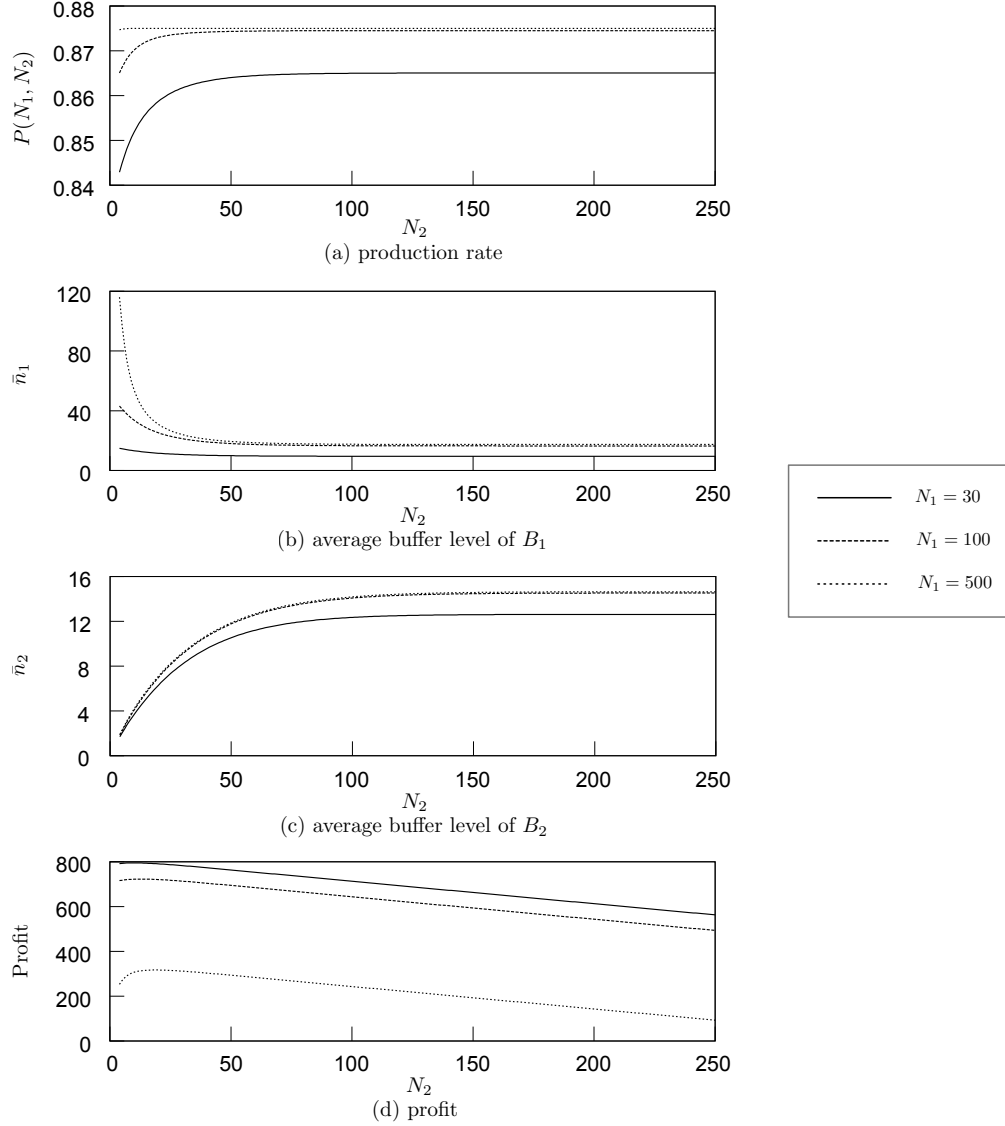 0.88
0.87
0.86
0.85
0.84
P(N₁, N₂)
0 50 100 150 200 250
N₂
(a) production rate
120
80
40
0
n̄₁
0 50 100 150 200 250
N₂
(b) average buffer level of B₁
16
12
8
4
0
n̄₂
0 50 100 150 200 250
N₂
(c) average buffer level of B₂
800
600
400
200
0
Profit
0 50 100 150 200 250
N₂
(d) profit
N₁ = 30
N₁ = 100
N₁ = 500